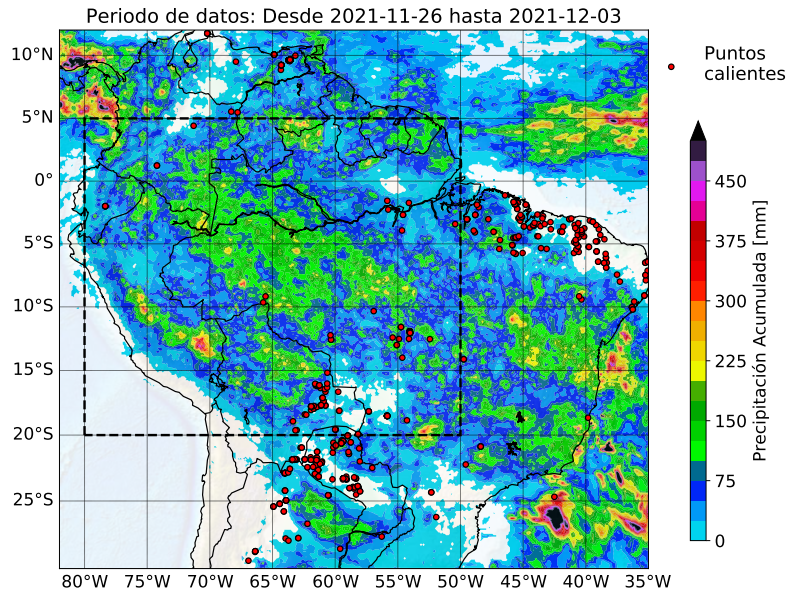 Periodo de datos: Desde 2021-11-26 hasta 2021-12-03
10°N
5°N
0°
5°S
10°S
15°S
20°S
25°S
80°W
75°W
70°W
65°W
60°W
55°W
50°W
45°W
40°W
35°W
Puntos
calientes
450
375
300
225
150
75
0
Precipitación Acumulada [mm]